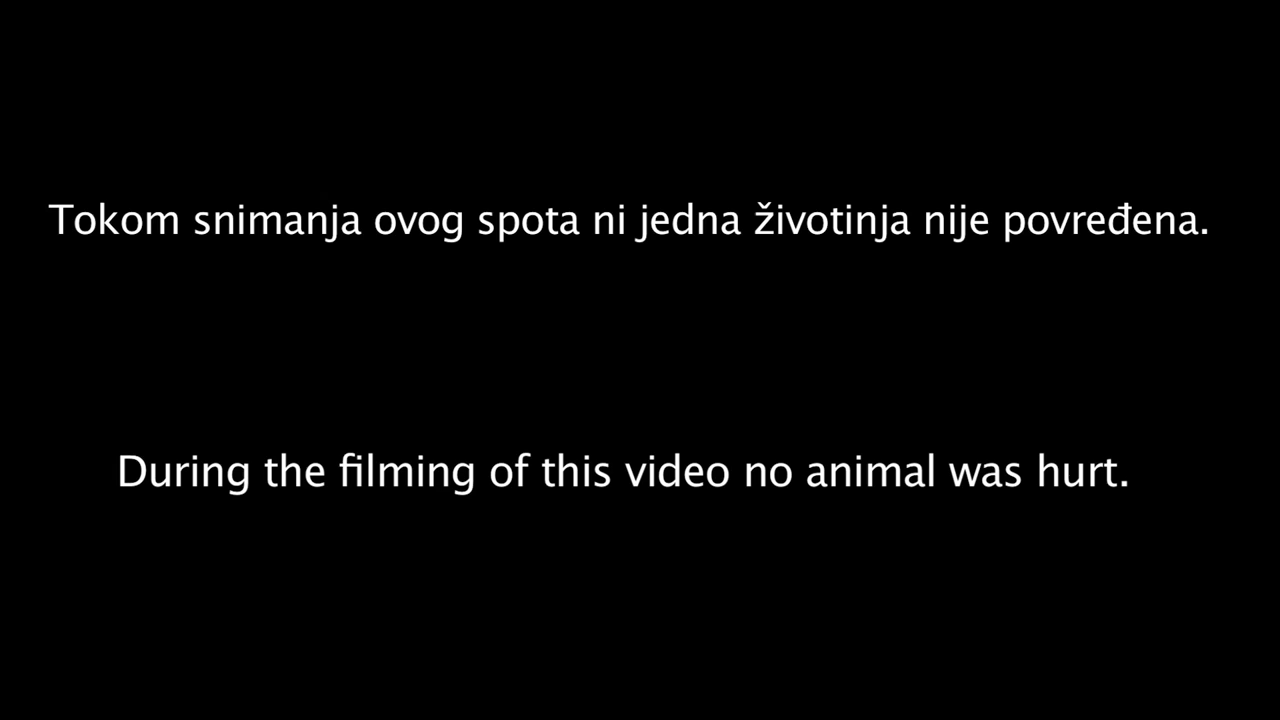 Tokom snimanja ovog spota ni jedna životinja nije povređena.
During the filming of this video no animal was hurt.